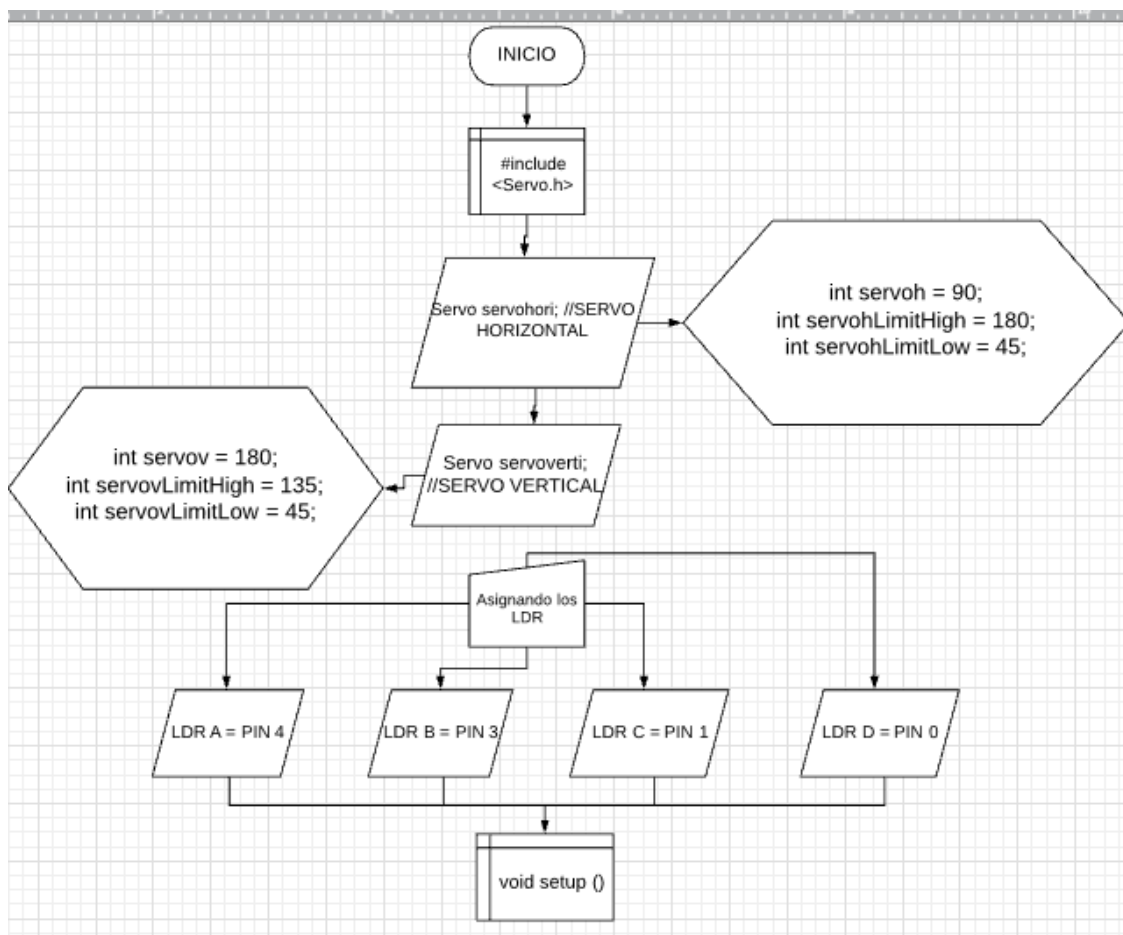 INICIO
#include
<Servo.h>
Servo servohori; //SERVO
HORIZONTAL
int servoh = 90;
int servohLimitHigh = 180;
int servohLimitLow = 45;
int servov = 180;
int servovLimitHigh = 135;
int servovLimitLow = 45;
Servo servoverti;
//SERVO VERTICAL
Asignando los
LDR
LDR A = PIN 4
LDR B = PIN 3
LDR C = PIN 1
LDR D = PIN 0
void setup ()